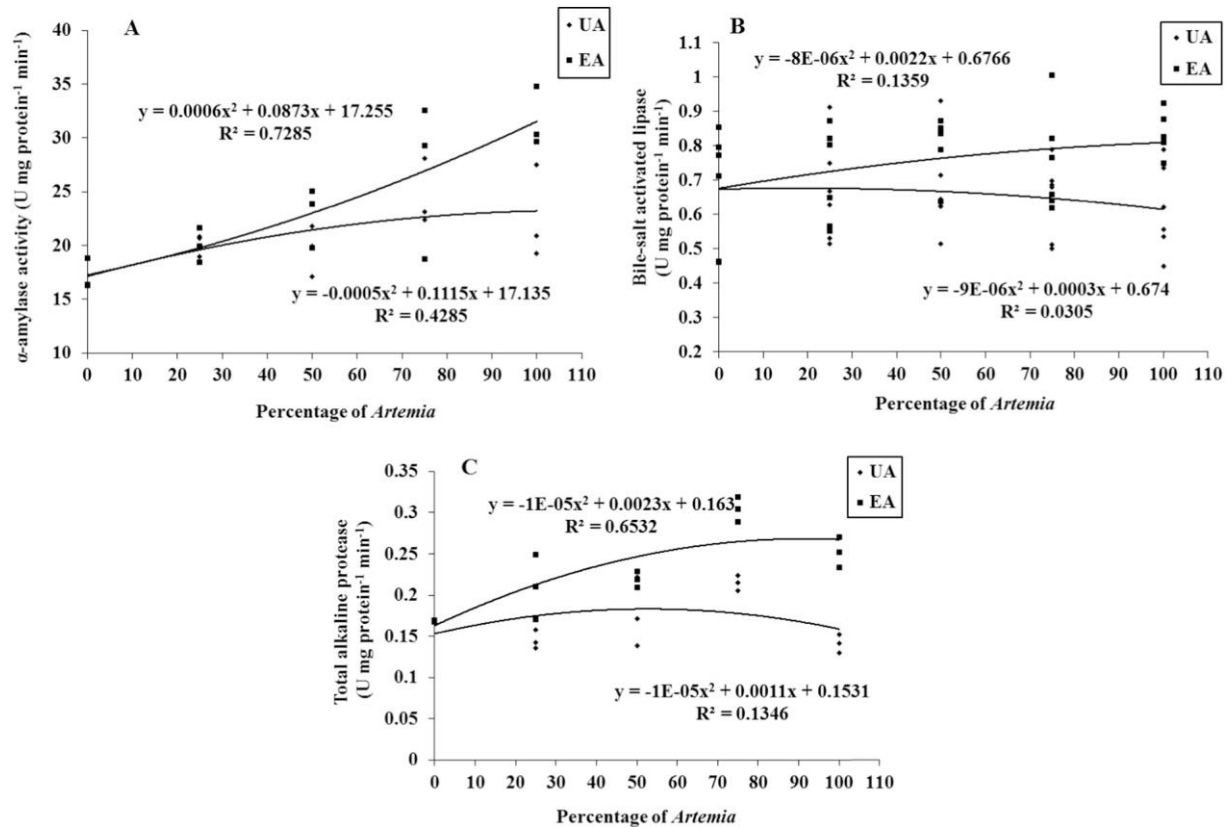 A
UA
EA
40
35
30
25
20
15
10
α-amylase activity (U mg protein⁻¹ min⁻¹)
y = 0.0006x² + 0.0873x + 17.255
R² = 0.7285
y = -0.0005x² + 0.1115x + 17.135
R² = 0.4285
0 10 20 30 40 50 60 70 80 90 100 110
Percentage of Artemia
B
UA
EA
1.1
1
0.9
0.8
0.7
0.6
0.5
0.4
0.3
0.2
Bile-salt activated lipase
(U mg protein⁻¹ min⁻¹)
y = -8E-06x² + 0.0022x + 0.6766
R² = 0.1359
y = -9E-06x² + 0.0003x + 0.674
R² = 0.0305
0 10 20 30 40 50 60 70 80 90 100 110
Percentage of Artemia
C
UA
EA
0.35
0.3
0.25
0.2
0.15
0.1
0.05
0
Total alkaline protease
(U mg protein⁻¹ min⁻¹)
y = -1E-05x² + 0.0023x + 0.163
R² = 0.6532
y = -1E-05x² + 0.0011x + 0.1531
R² = 0.1346
0 10 20 30 40 50 60 70 80 90 100 110
Percentage of Artemia